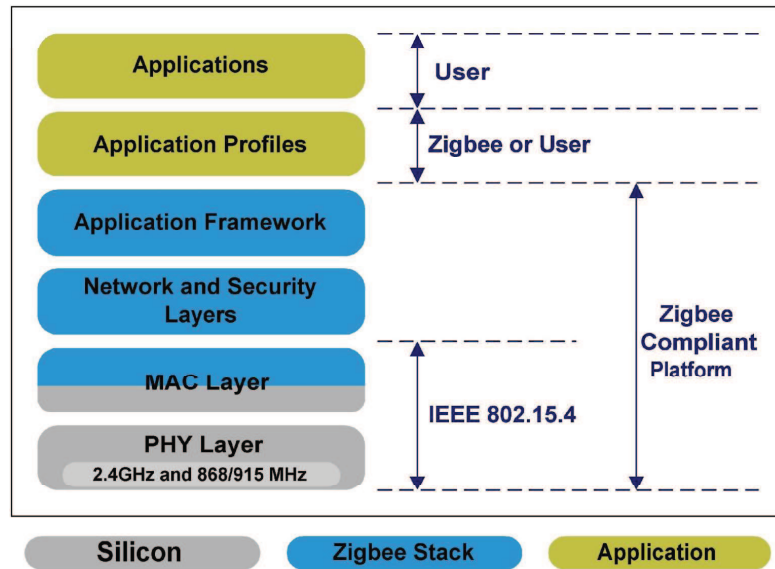 Applications
User
Application Profiles
Zigbee or User
Application Framework
Network and Security
Layers
Zigbee
Compliant
Platform
MAC Layer
IEEE 802.15.4
PHY Layer
2.4GHz and 868/915 MHz
Silicon
Zigbee Stack
Application